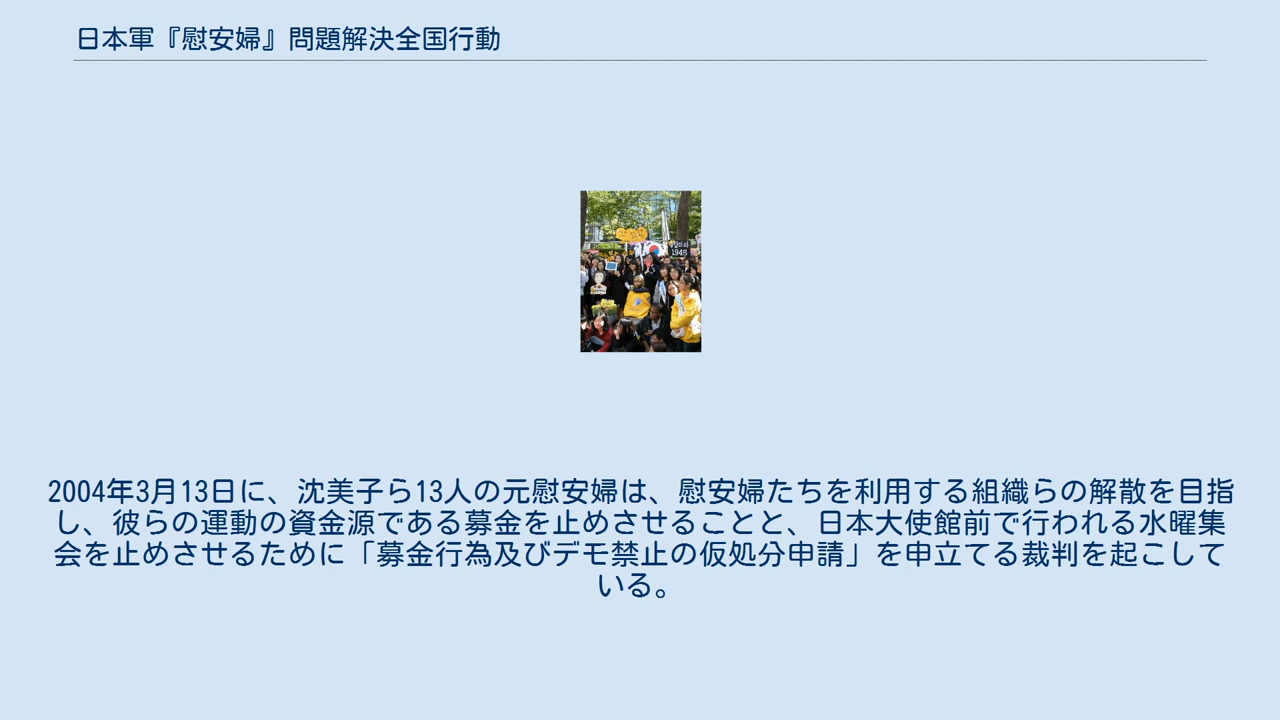 日本軍『慰安婦』問題解決全国行動
1945
2004年3月13日に、沈美子ら13人の元慰安婦は、慰安婦たちを利用する組織らの解散を目指
し、彼らの運動の資金源である募金を止めさせることと、日本大使館前で行われる水曜集
会を止めさせるために「募金行為及びデモ禁止の仮処分申請」を申立てる裁判を起こして
いる。